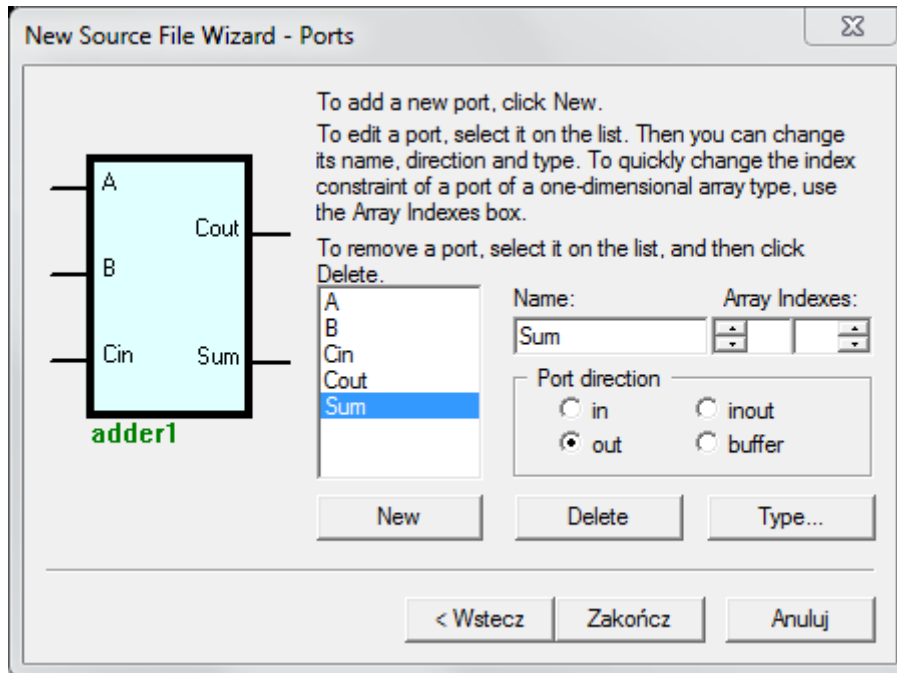 New Source File Wizard - Ports
To add a new port, click New.
To edit a port, select it on the list. Then you can change
its name, direction and type. To quickly change the index
constraint of a port of a one-dimensional array type, use
the Array Indexes box.
To remove a port, select it on the list, and then click
Delete.
A
Cout
B
Cin
Sum
adder1
A
B
Cin
Cout
Sum
Name:
Array Indexes:
Sum
Port direction
in
inout
out
buffer
New
Delete
Type...
< Wstecz
Zakończ
Anuluj